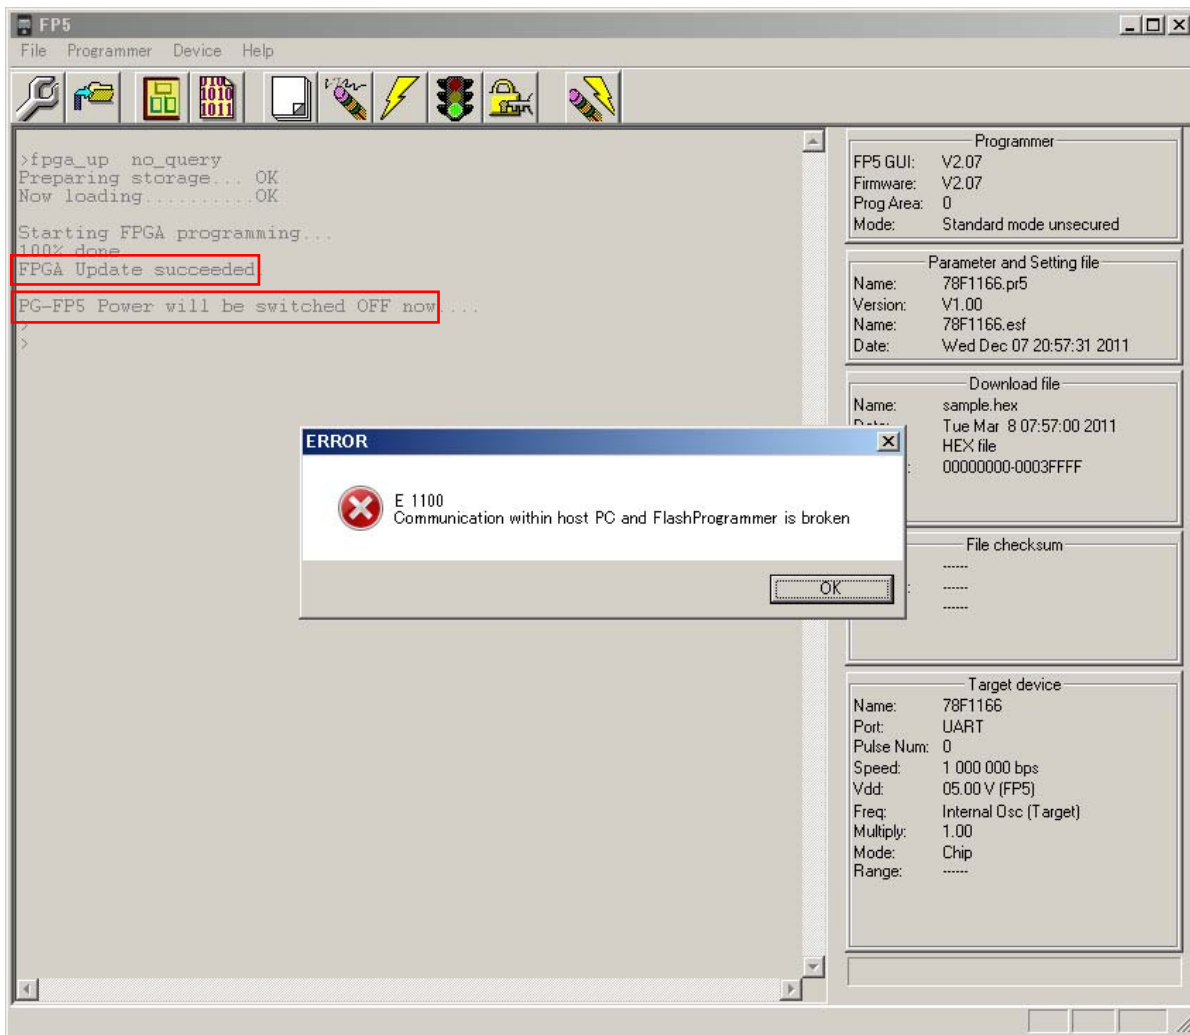 FP5
File Programmer Device Help
>fpga_up no_query
Preparing storage... OK
Now loading..........OK
Starting FPGA programming...
100% done
FPGA Update succeeded
PG-FP5 Power will be switched OFF now....
>
>
Programmer
FP5 GUI: V2.07
Firmware: V2.07
Prog Area: 0
Mode: Standard mode unsecured
Parameter and Setting file
Name: 78F1166.pr5
Version: V1.00
Name: 78F1166.esf
Date: Wed Dec 07 20:57:31 2011
Download file
Name: sample.hex
Date: Tue Mar 8 07:57:00 2011
HEX file
: 00000000-0003FFFF
ERROR
E 1100
Communication within host PC and FlashProgrammer is broken
OK
File checksum
------
: ------
------
Target device
Name: 78F1166
Port: UART
Pulse Num: 0
Speed: 1 000 000 bps
Vdd: 05.00 V (FP5)
Freq: Internal Osc (Target)
Multiply: 1.00
Mode: Chip
Range: ------